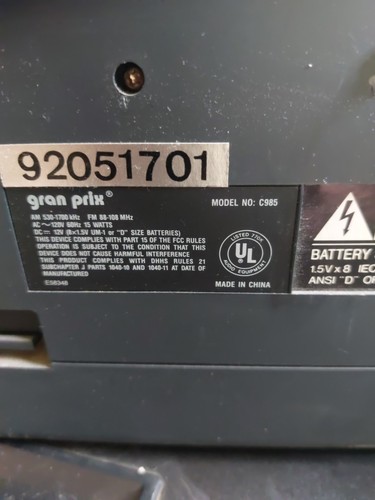 92051701
gran prix® MODEL NO: C985
AM 530-1700 kHz FM 88-108 MHz
AC ～120V 60Hz 15 WATTS
DC ⎓ 12V (8×1.5V UM-1 or "D" SIZE BATTERIES)
THIS DEVICE COMPLIES WITH PART 15 OF THE FCC RULES
OPERATION IS SUBJECT TO THE CONDITION THAT THIS
DEVICE DOES NOT CAUSE HARMFUL INTERFERENCE
THIS PRODUCT COMPLIES WITH DHHS RULES 21
SUBCHAPTER J PARTS 1040-10 AND 1040-11 AT DATE OF
MANUFACTURED
E58348
LISTED 770X
UL
®
AUDIO EQUIPMENT
MADE IN CHINA
BATTERY
1.5V x 8 IEC
ANSI "D" OR